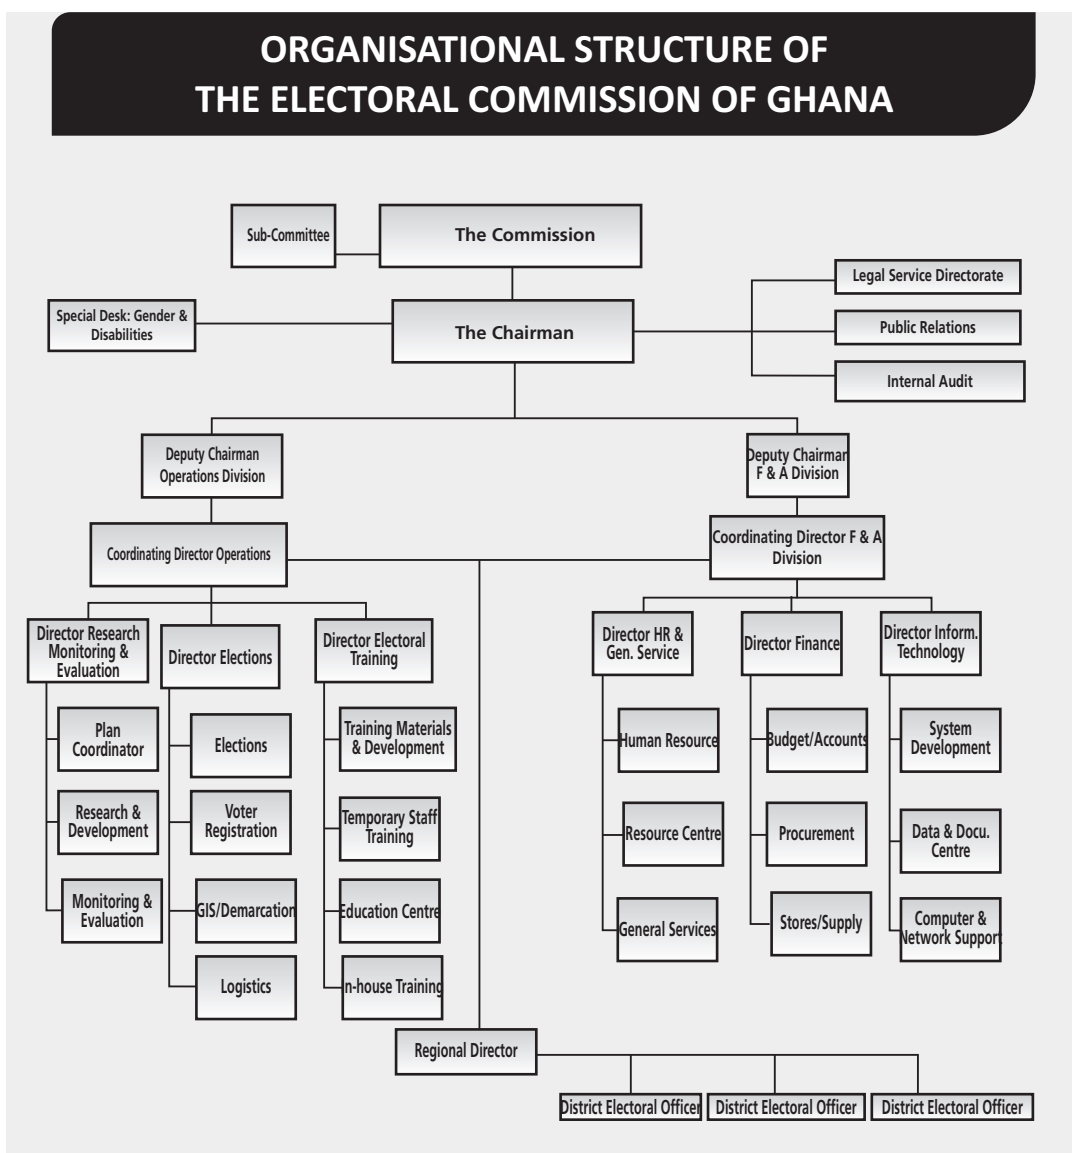 ORGANISATIONAL STRUCTURE OF
THE ELECTORAL COMMISSION OF GHANA
Sub-Committee
The Commission
Legal Service Directorate
Special Desk: Gender &
Disabilities
The Chairman
Public Relations
Internal Audit
Deputy Chairman
Operations Division
Deputy Chairman
F & A Division
Coordinating Director Operations
Coordinating Director F & A
Division
Director Research
Monitoring &
Evaluation
Director Elections
Director Electoral
Training
Director HR &
Gen. Service
Director Finance
Director Inform.
Technology
Plan
Coordinator
Elections
Training Materials
& Development
Human Resource
Budget/Accounts
System
Development
Research &
Development
Voter
Registration
Temporary Staff
Training
Resource Centre
Procurement
Data & Docu.
Centre
Monitoring &
Evaluation
GIS/Demarcation
Education Centre
General Services
Stores/Supply
Computer &
Network Support
Logistics
n-house Training
Regional Director
District Electoral Officer
District Electoral Officer
District Electoral Officer